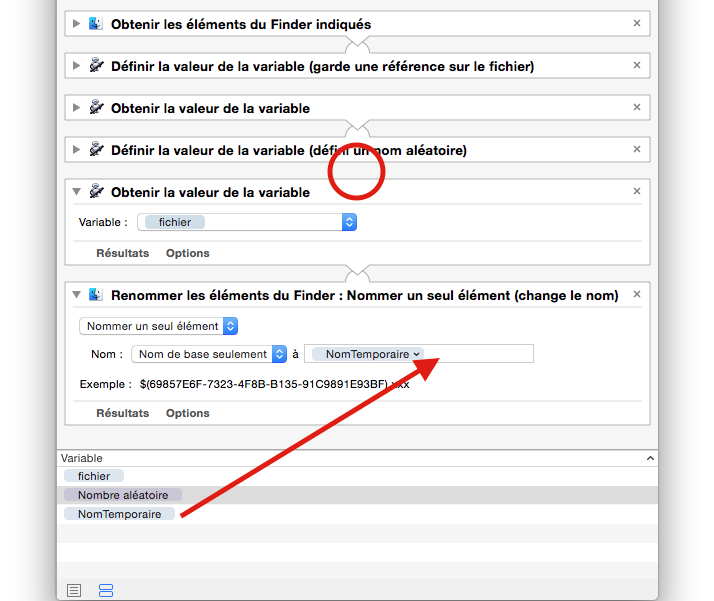 Obtenir les éléments du Finder indiqués
Définir la valeur de la variable (garde une référence sur le fichier)
Obtenir la valeur de la variable
Définir la valeur de la variable (défini un nom aléatoire)
Obtenir la valeur de la variable
Variable : fichier
Résultats Options
Renommer les éléments du Finder : Nommer un seul élément (change le nom)
Nommer un seul élément
Nom : Nom de base seulement à NomTemporaire
Exemple : $(69857E6F-7323-4F8B-B135-91C9891E93BF).xxx
Résultats Options
Variable
fichier
Nombre aléatoire
NomTemporaire